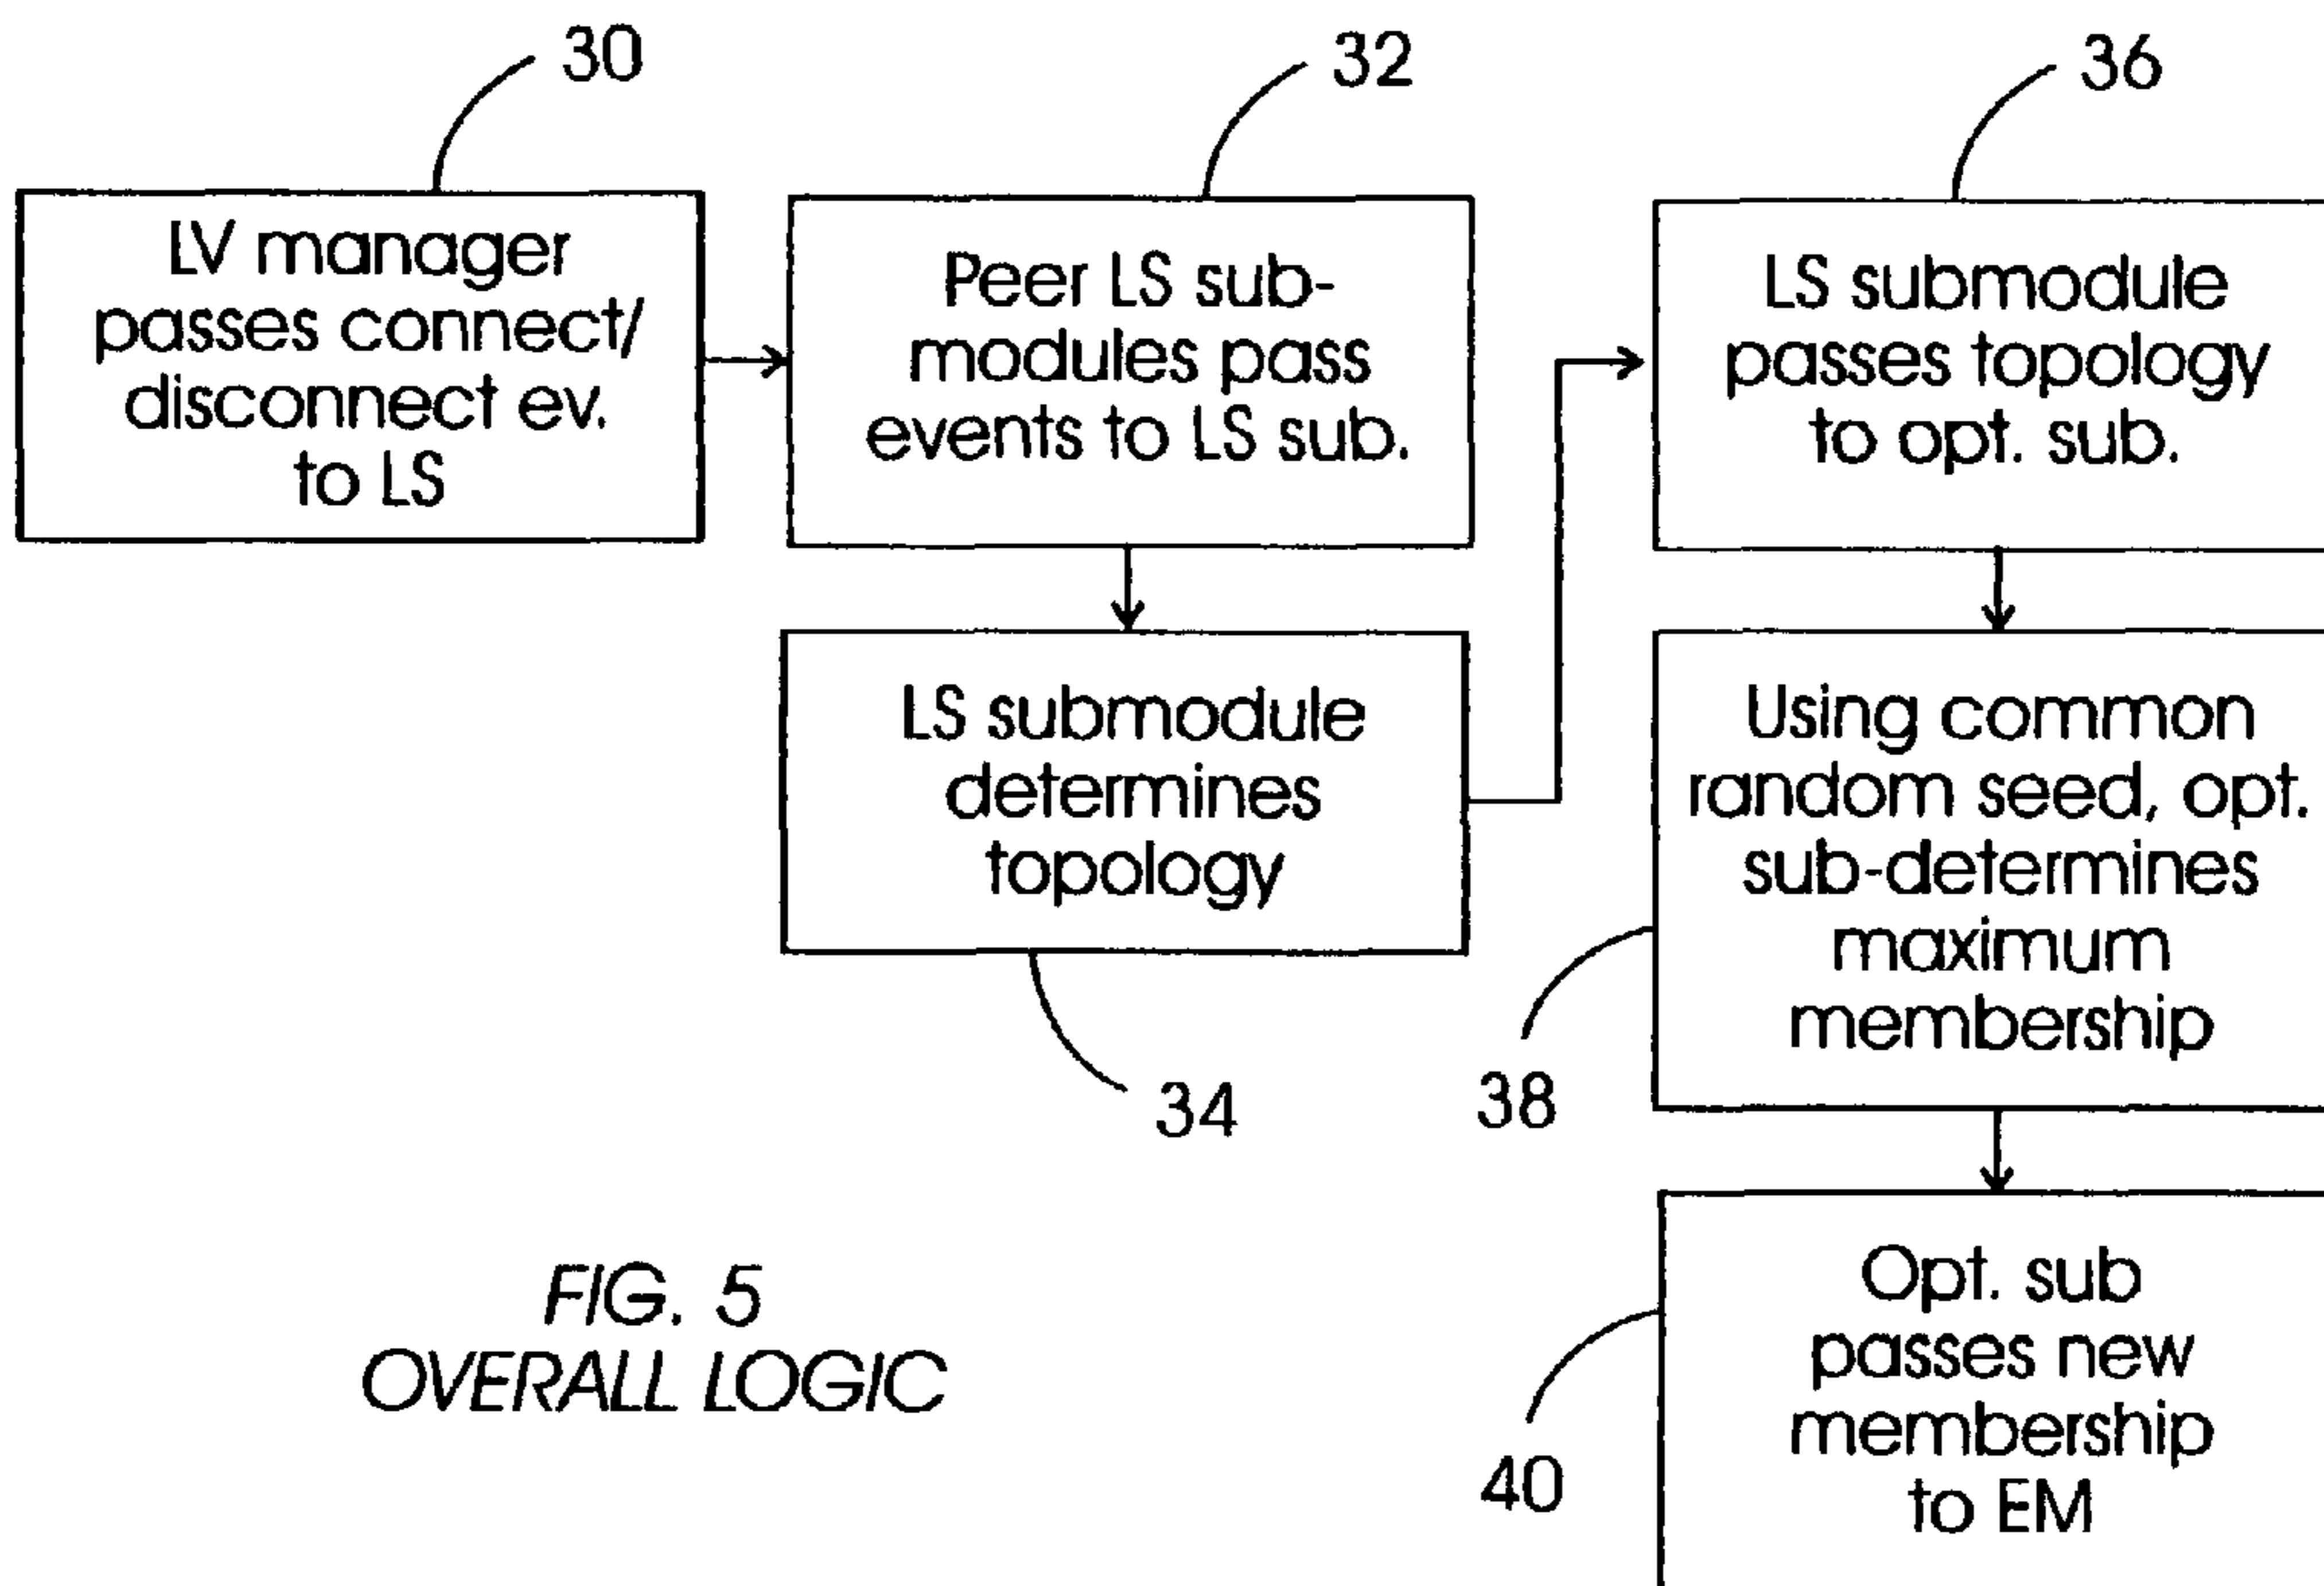 30
LV manager
passes connect/
disconnect ev.
to LS
32
Peer LS sub-
modules pass
events to LS sub.
34
LS submodule
determines
topology
36
LS submodule
passes topology
to opt. sub.
38
Using common
random seed, opt.
sub-determines
maximum
membership
40
Opt. sub
passes new
membership
to EM
FIG. 5
OVERALL LOGIC